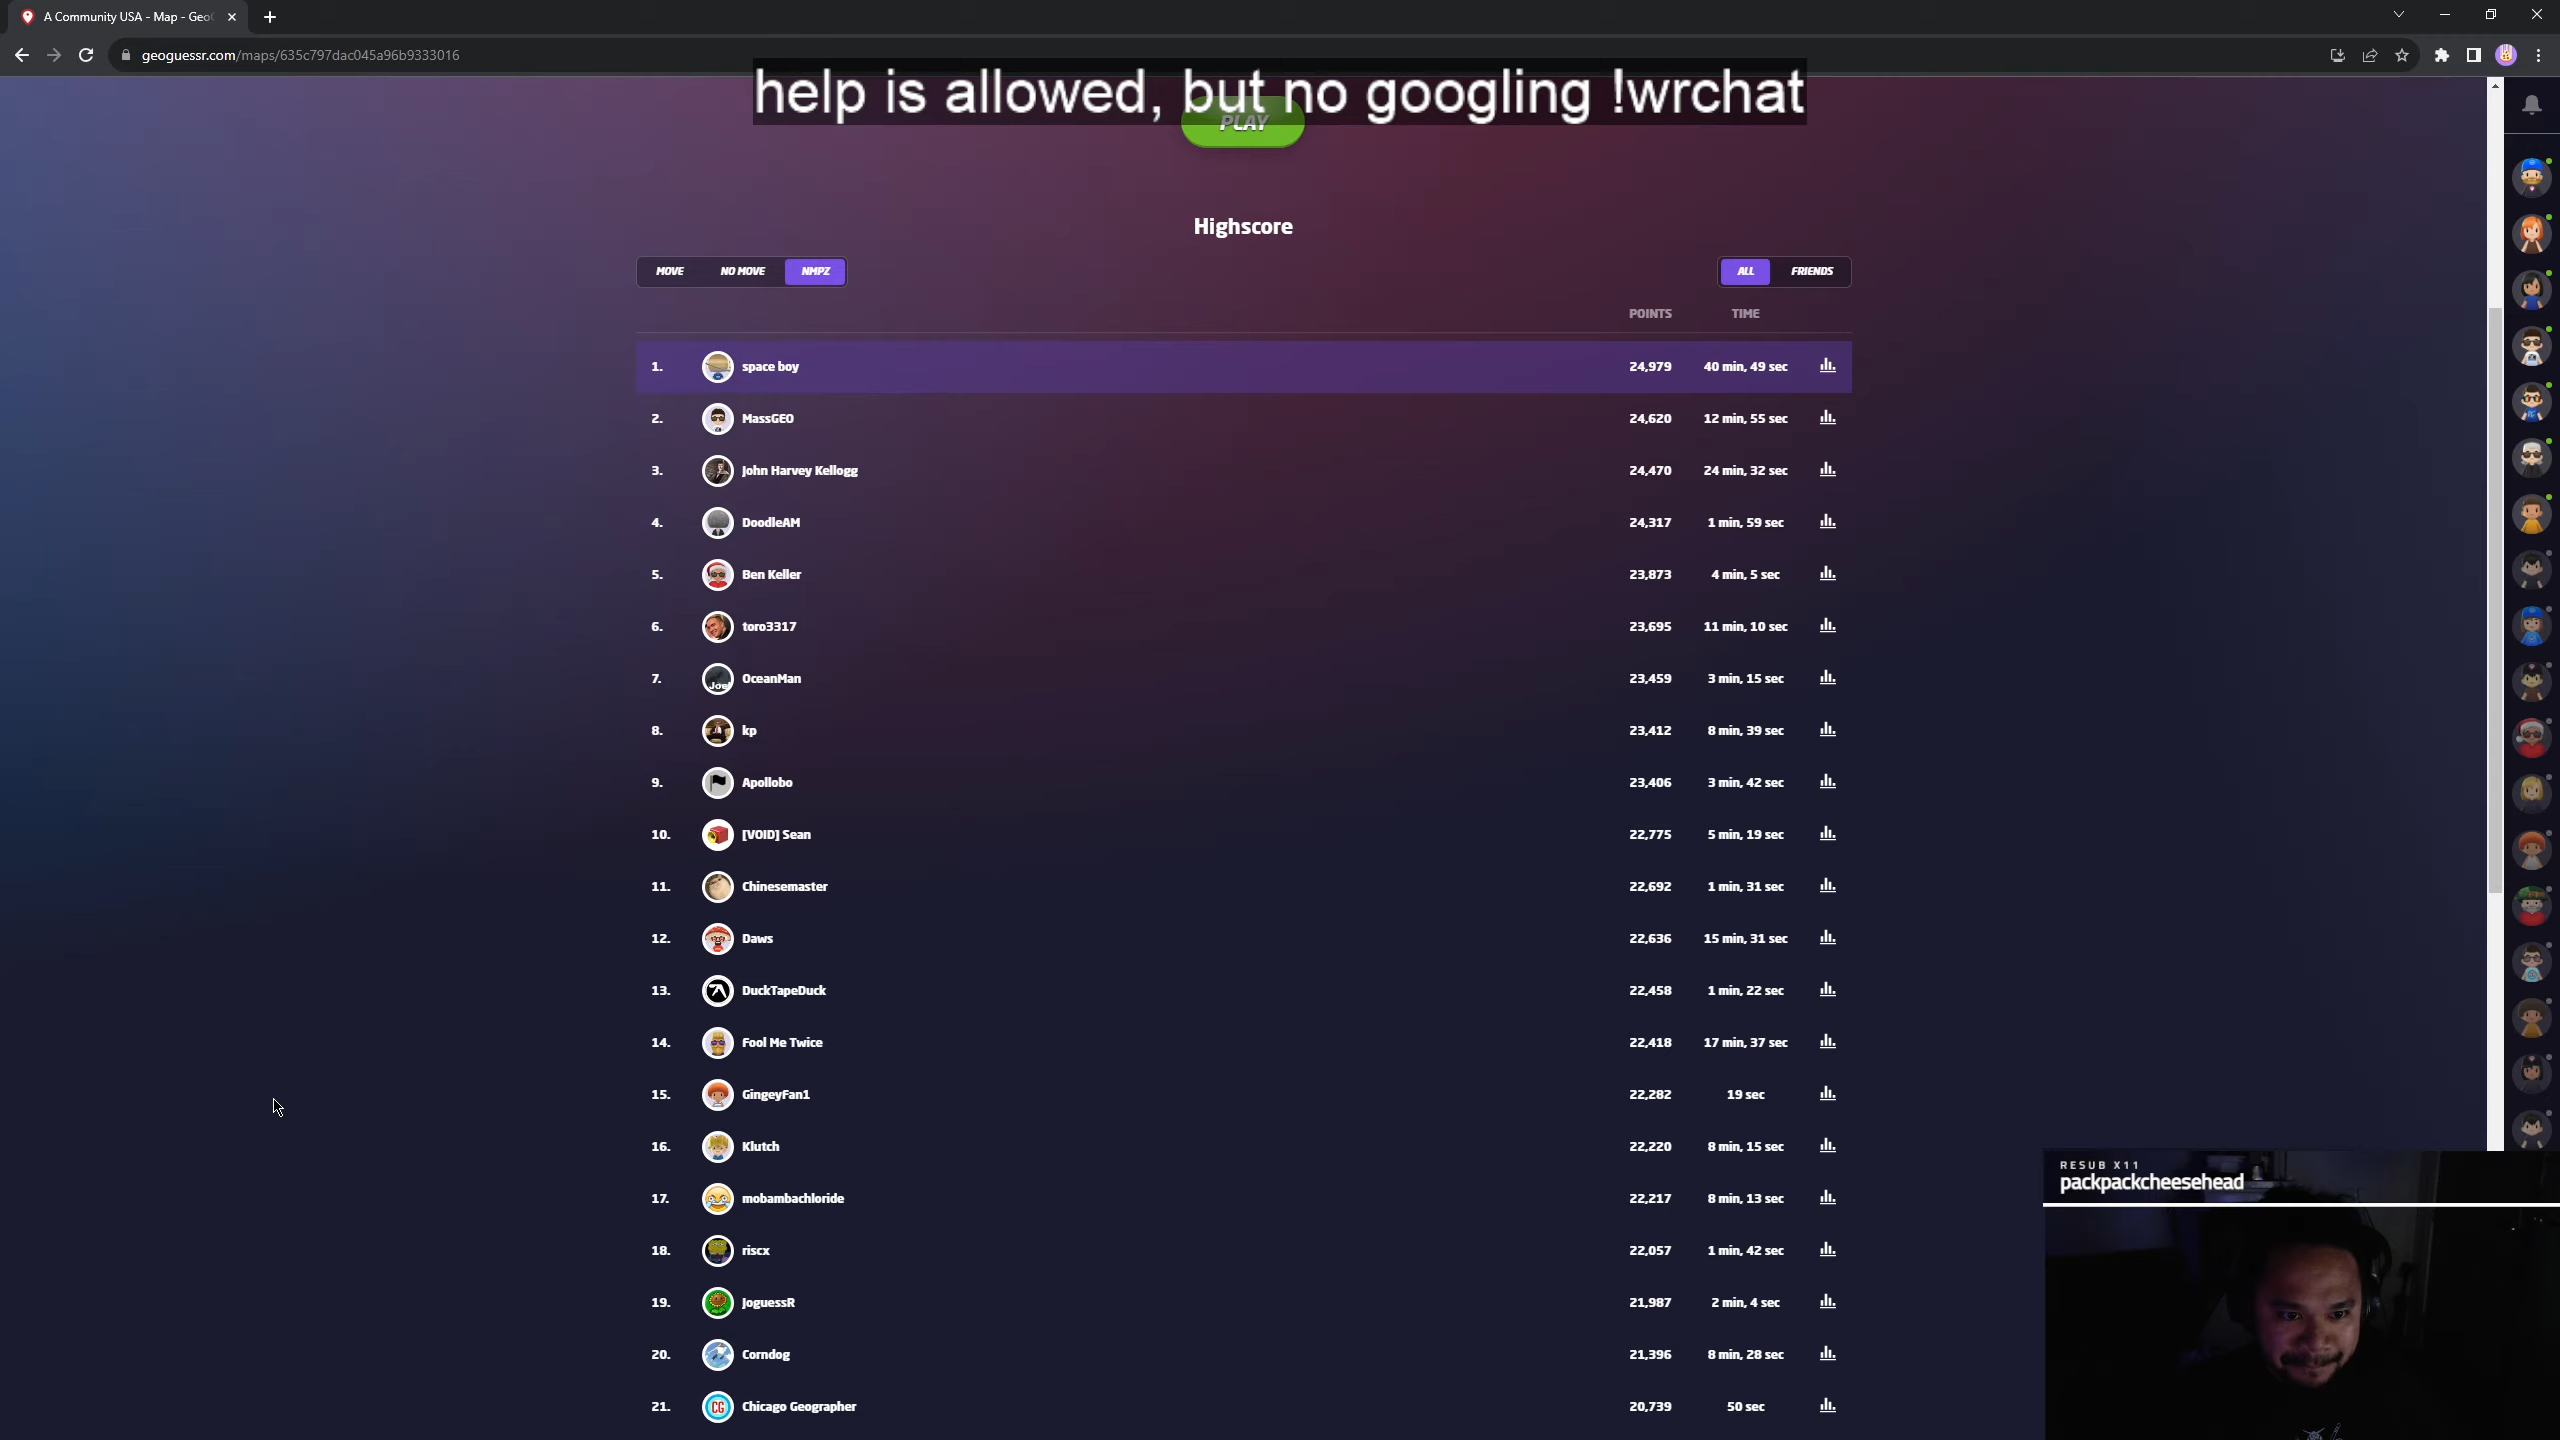 A Community USA - Map - Geo
geoguessr.com/maps/635c797dac045a96b9333016
help is allowed, but no googling !wrchat
PLAY
Highscore
MOVE NO MOVE NMPZ ALL FRIENDS
POINTS TIME
1. space boy 24,979 40 min, 49 sec
2. MassGEO 24,620 12 min, 55 sec
3. John Harvey Kellogg 24,470 24 min, 32 sec
4. DoodleAM 24,317 1 min, 59 sec
5. Ben Keller 23,873 4 min, 5 sec
6. toro3317 23,695 11 min, 10 sec
7. Joel OceanMan 23,459 3 min, 15 sec
8. kp 23,412 8 min, 39 sec
9. Apollobo 23,406 3 min, 42 sec
10. [VOID] Sean 22,775 5 min, 19 sec
11. Chinesemaster 22,692 1 min, 31 sec
12. Daws 22,636 15 min, 31 sec
13. DuckTapeDuck 22,458 1 min, 22 sec
14. Fool Me Twice 22,418 17 min, 37 sec
15. GingeyFan1 22,282 19 sec
16. Klutch 22,220 8 min, 15 sec
17. mobambachloride 22,217 8 min, 13 sec
18. riscx 22,057 1 min, 42 sec
19. JoguessR 21,987 2 min, 4 sec
20. Corndog 21,396 8 min, 28 sec
21. CG Chicago Geographer 20,739 50 sec
RESUB X11
packpackcheesehead